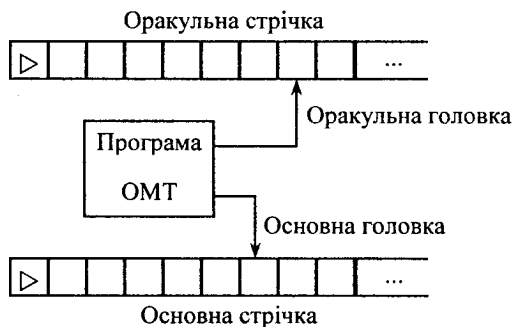 Оракульна стрічка
...
Оракульна головка
Програма
ОМТ
Основна головка
...
Основна стрічка